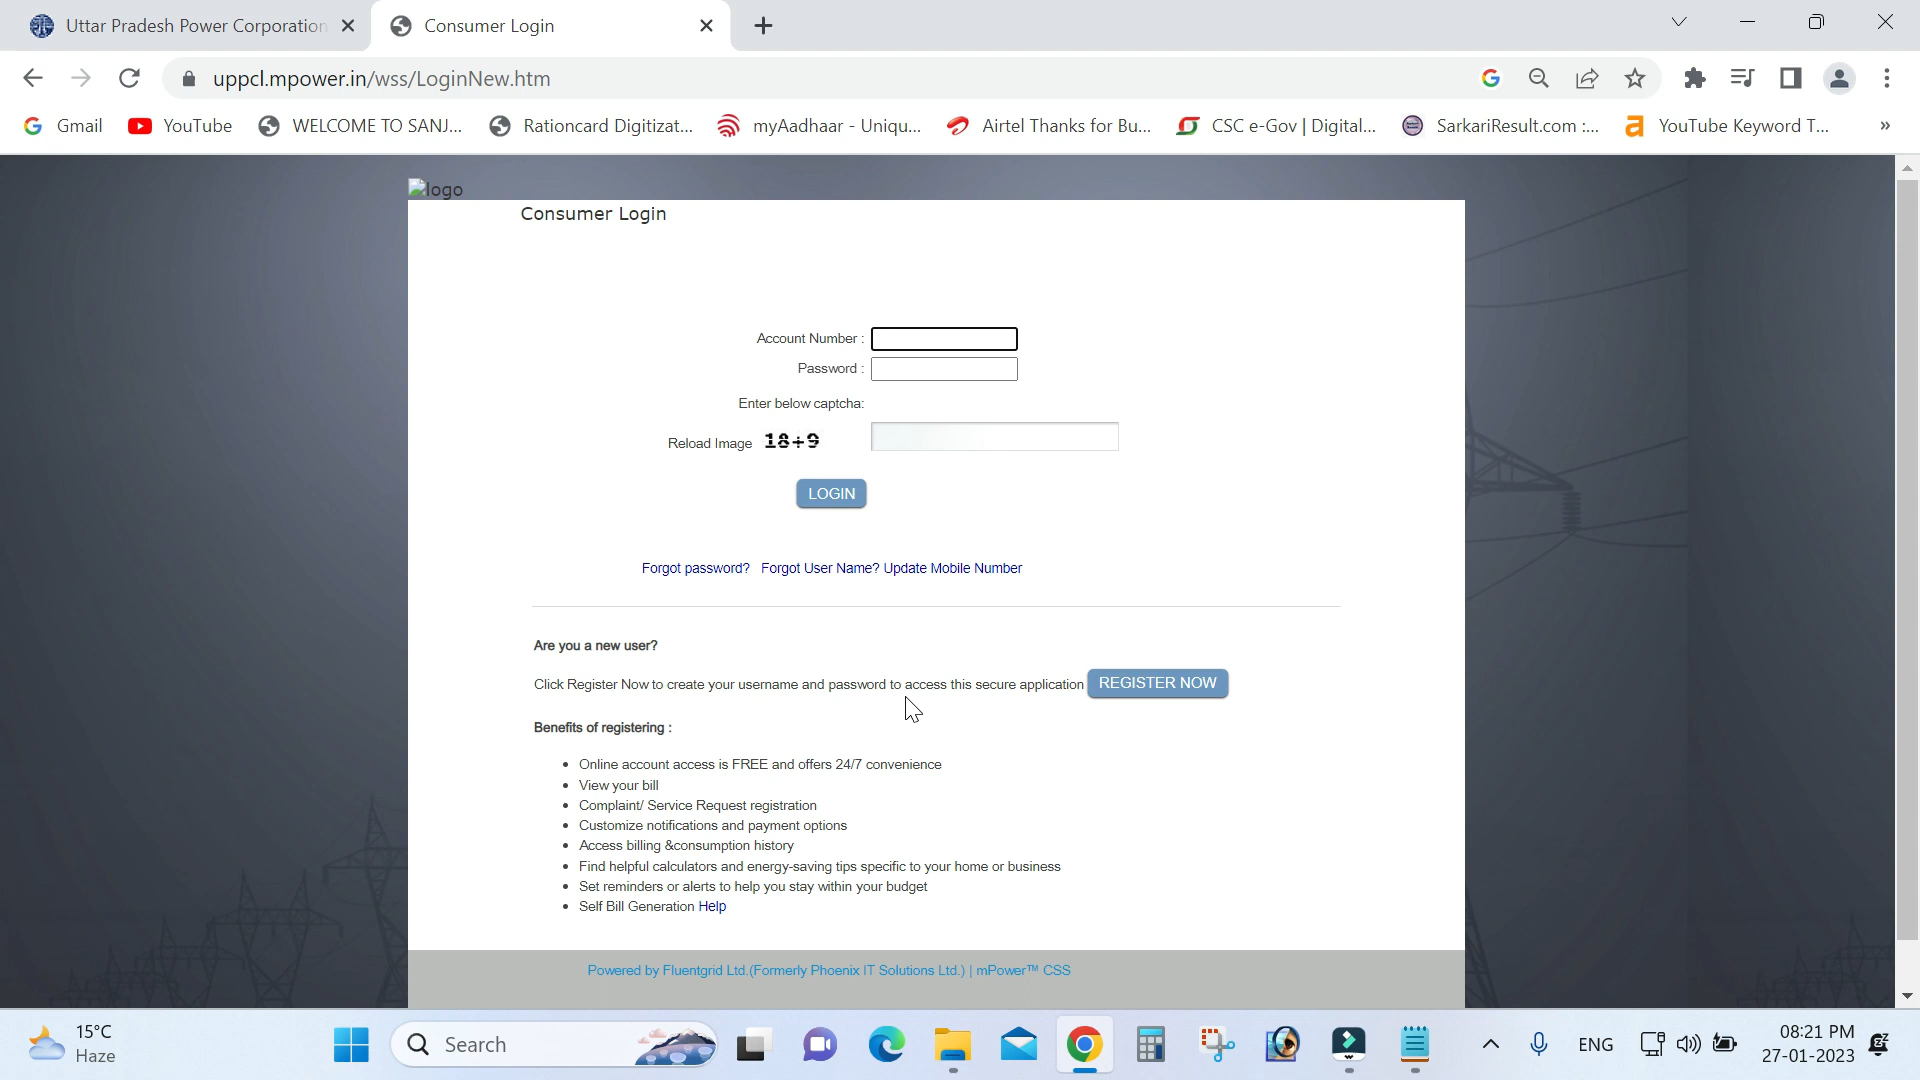 Uttar Pradesh Power Corporation
Consumer Login
uppcl.mpower.in/wss/LoginNew.htm
Gmail YouTube WELCOME TO SANJ... Rationcard Digitizat... myAadhaar - Uniqu... Airtel Thanks for Bu... CSC e-Gov | Digital... SarkariResult.com :... YouTube Keyword T... »
logo
Consumer Login
Account Number :
Password :
Enter below captcha:
Reload Image 18+9
LOGIN
Forgot password? Forgot User Name? Update Mobile Number
Are you a new user?
Click Register Now to create your username and password to access this secure application REGISTER NOW
Benefits of registering :
• Online account access is FREE and offers 24/7 convenience
• View your bill
• Complaint/ Service Request registration
• Customize notifications and payment options
• Access billing &consumption history
• Find helpful calculators and energy-saving tips specific to your home or business
• Set reminders or alerts to help you stay within your budget
• Self Bill Generation Help
Powered by Fluentgrid Ltd.(Formerly Phoenix IT Solutions Ltd.) | mPower™ CSS
15°C
Haze
Search
ENG
08:21 PM
27-01-2023